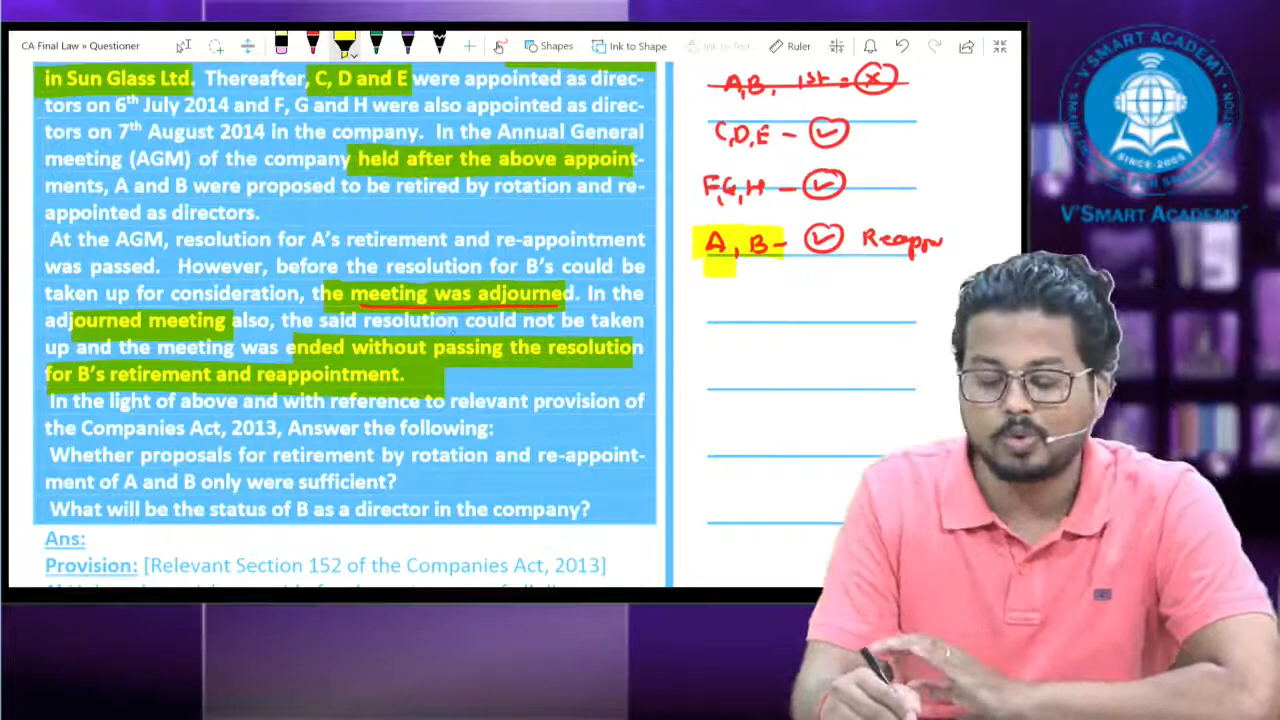 CA Final Law » Questioner
Shapes
Ink to Shape
Ink to Text
Ruler
in Sun Glass Ltd. Thereafter, C, D and E were appointed as direc-
tors on 6th July 2014 and F, G and H were also appointed as direc-
tors on 7th August 2014 in the company. In the Annual General
meeting (AGM) of the company held after the above appoint-
ments, A and B were proposed to be retired by rotation and re-
appointed as directors.
At the AGM, resolution for A's retirement and re-appointment
was passed. However, before the resolution for B's could be
taken up for consideration, the meeting was adjourned. In the
adjourned meeting also, the said resolution could not be taken
up and the meeting was ended without passing the resolution
for B's retirement and reappointment.
In the light of above and with reference to relevant provision of
the Companies Act, 2013, Answer the following:
Whether proposals for retirement by rotation and re-appoint-
ment of A and B only were sufficient?
What will be the status of B as a director in the company?
Ans:
Provision: [Relevant Section 152 of the Companies Act, 2013]
A,B, 1st = x
C,D,E - ✓
F,G,H - ✓
A, B - ✓ Reappo
V'SMART ACADEMY
SINCE-2006
V'SMART ACADEMY